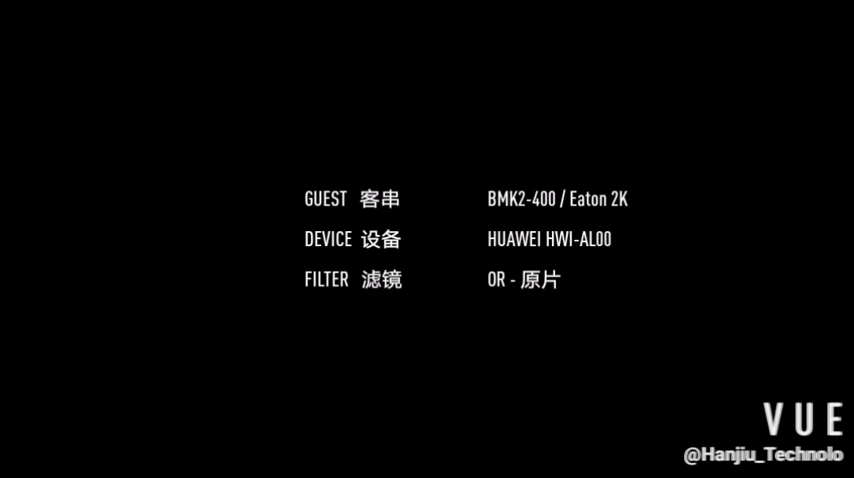 GUEST 客串 BMK2-400 / Eaton 2K
DEVICE 设备 HUAWEI HWI-AL00
FILTER 滤镜 OR - 原片
VUE
@Hanjiu_Technolo